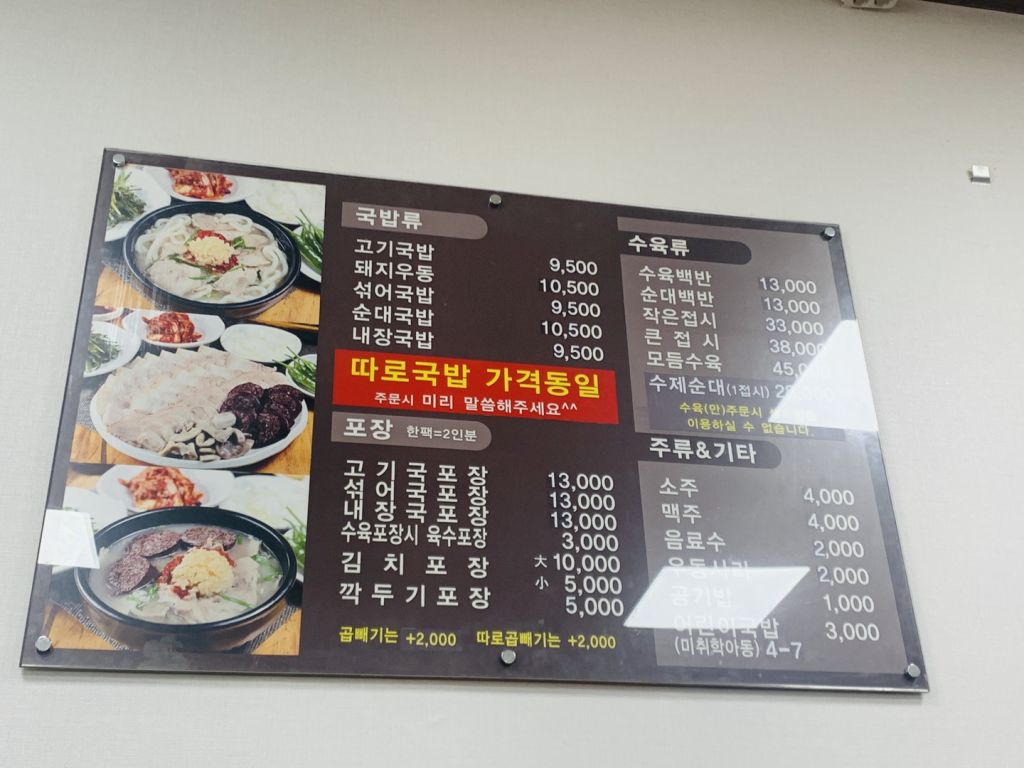 국밥류
고기국밥 9,500
돼지우동 10,500
섞어국밥 9,500
순대국밥 10,500
내장국밥 9,500
따로국밥 가격동일
주문시 미리 말씀해주세요^^
포장 한팩=2인분
고기국포장 13,000
섞어국포장 13,000
내장국포장 13,000
수육포장시 육수포장 3,000
김치포장 大 10,000
小 5,000
깍두기포장 5,000
곱빼기는 +2,000 따로곱빼기는 +2,000
수육류
수육백반 13,000
순대백반 13,000
작은접시 33,000
큰접시 38,000
모듬수육 45,0
수제순대(1접시)
수육(만)주문시
이용하실 수 없습니다.
주류&기타
소주 4,000
맥주 4,000
음료수 2,000
우동사리 2,000
공기밥 1,000
어린이국밥 3,000
(미취학아동) 4-7